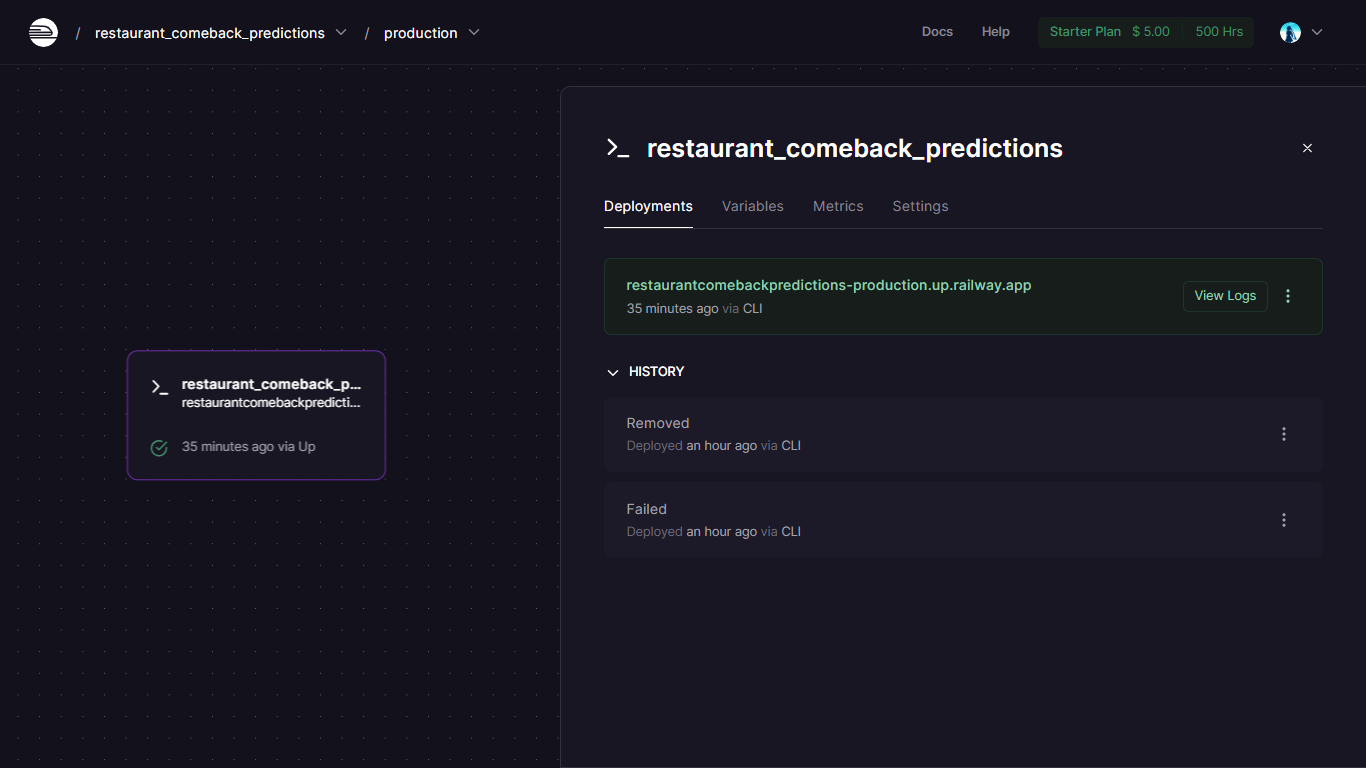 / restaurant_comeback_predictions / production
Docs Help Starter Plan $ 5.00 500 Hrs
restaurant_comeback_p...
restaurantcomebackpredicti...
35 minutes ago via Up
restaurant_comeback_predictions
Deployments Variables Metrics Settings
restaurantcomebackpredictions-production.up.railway.app
35 minutes ago via CLI
View Logs
HISTORY
Removed
Deployed an hour ago via CLI
Failed
Deployed an hour ago via CLI